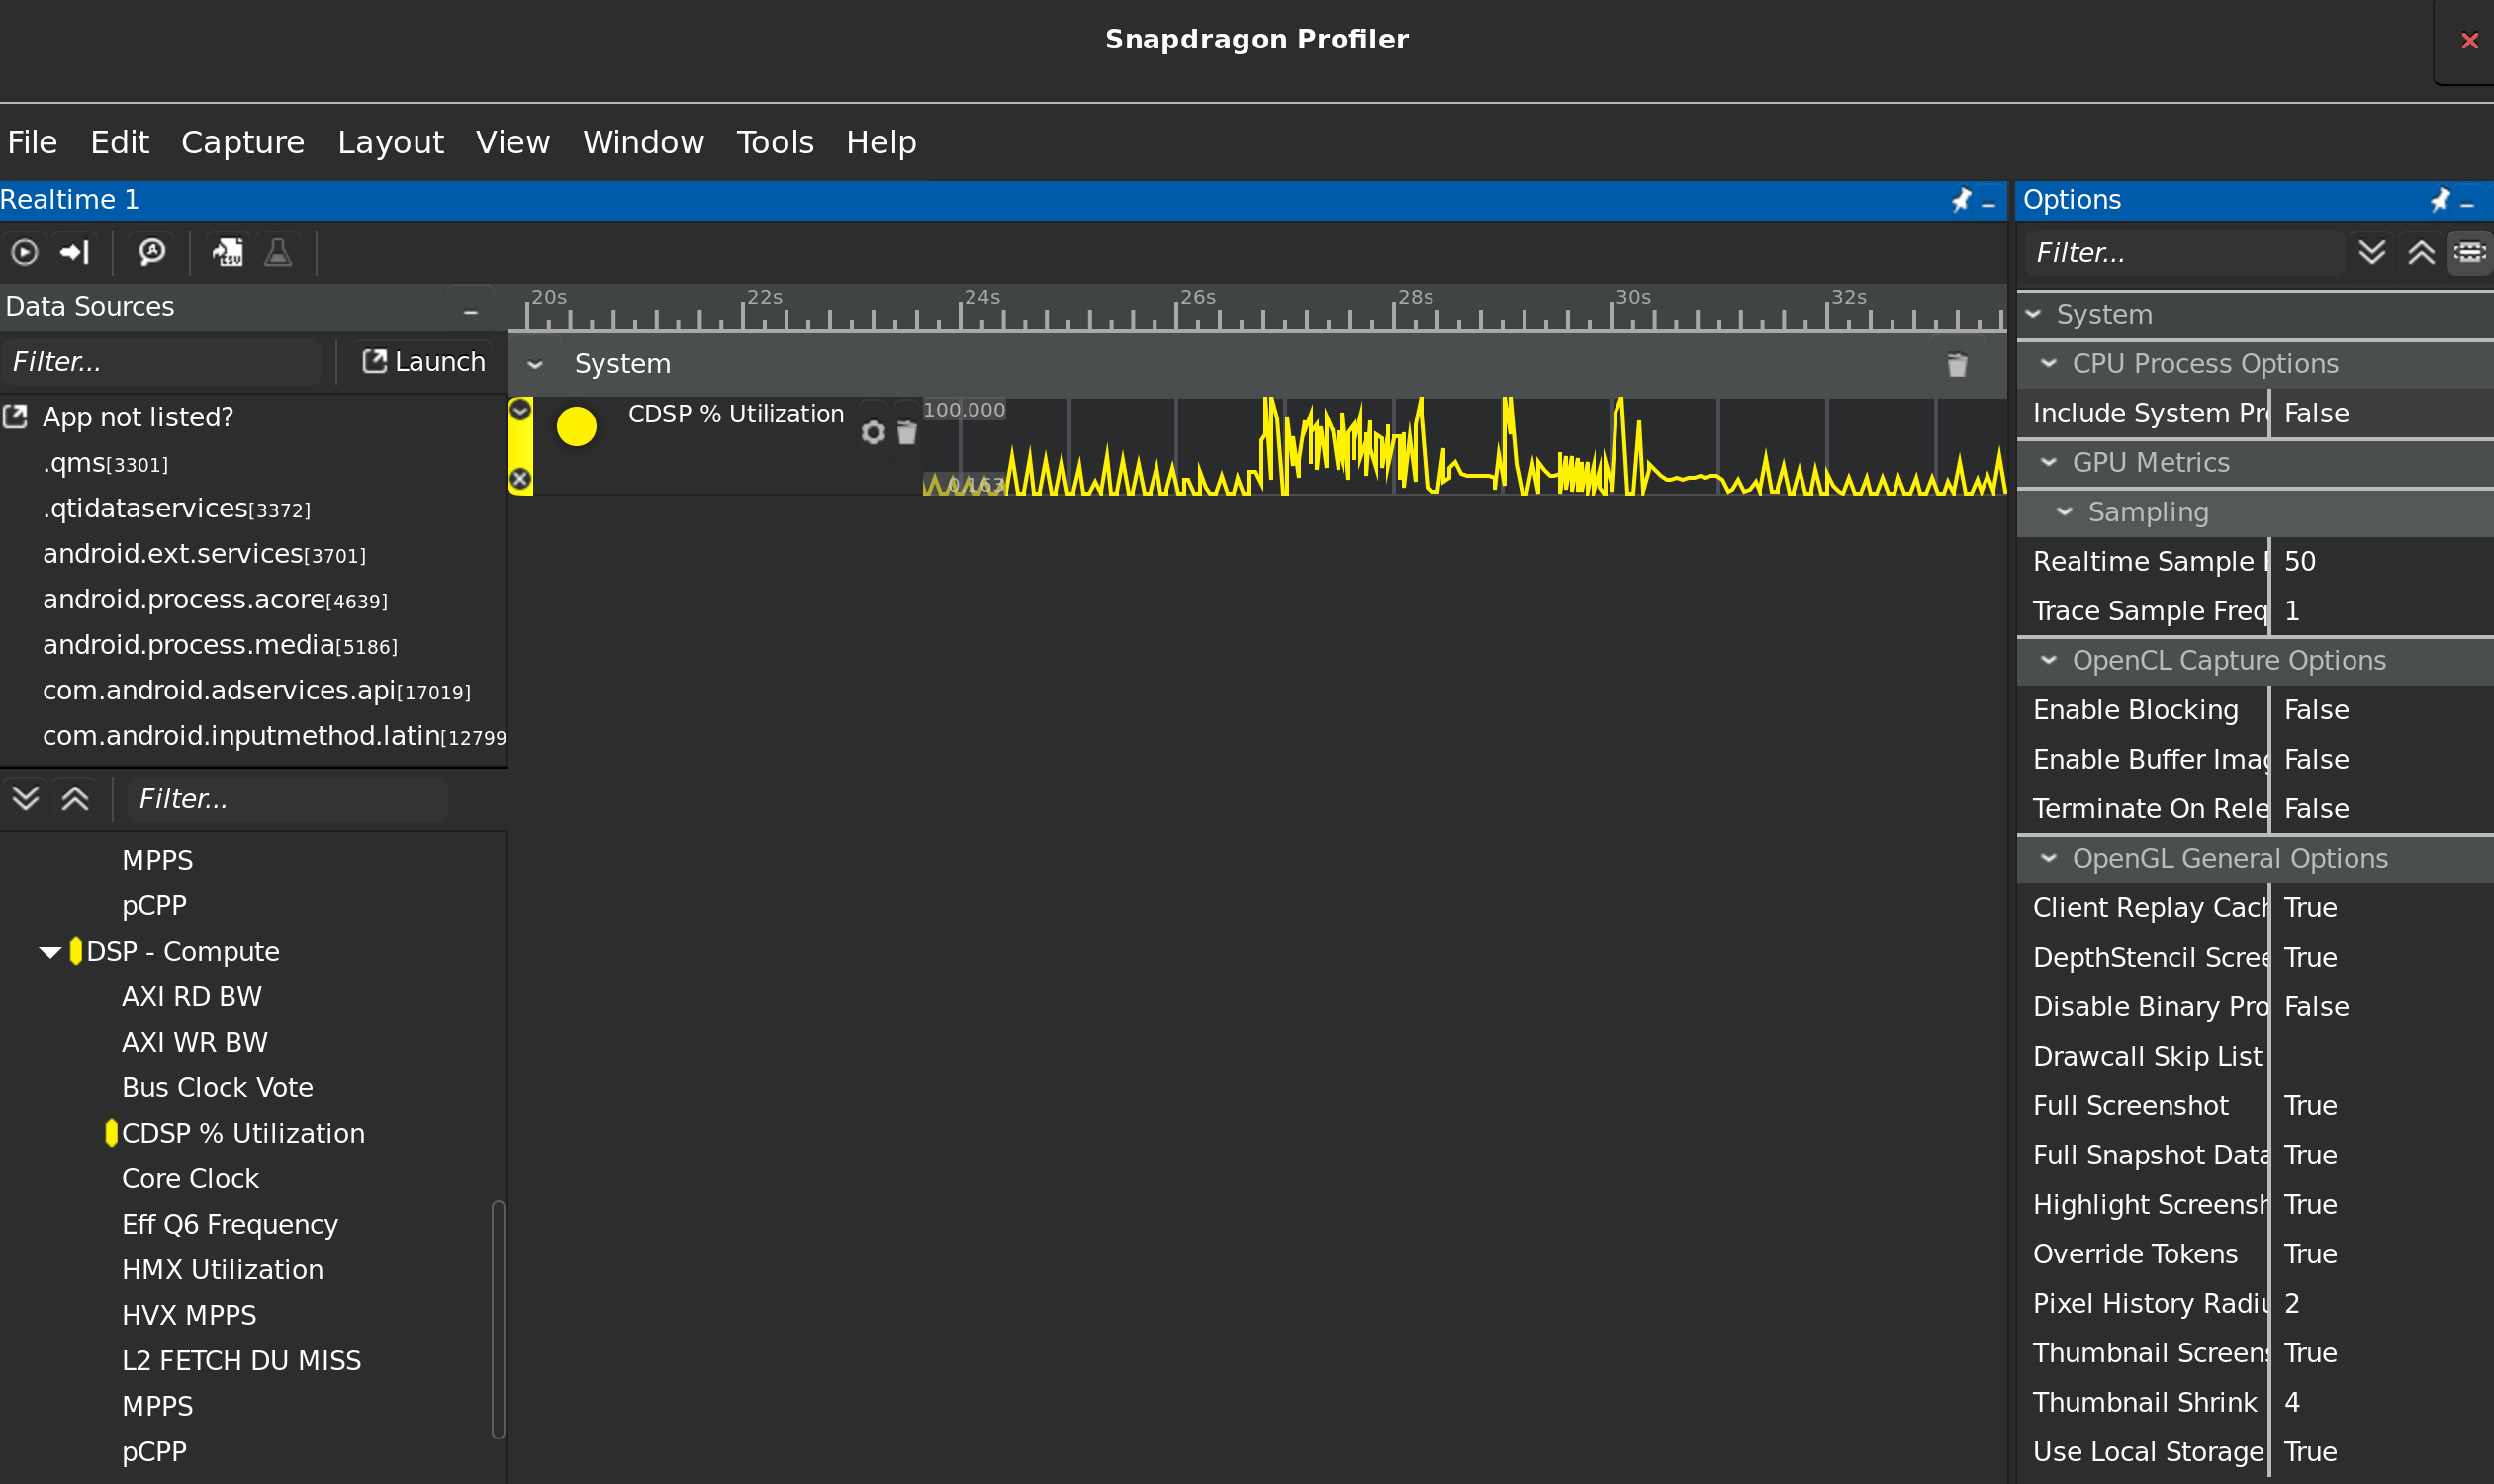 Snapdragon Profiler
File Edit Capture Layout View Window Tools Help
Realtime 1
Data Sources
Filter...
Launch
App not listed?
.qms[3301]
.qtidataservices[3372]
android.ext.services[3701]
android.process.acore[4639]
android.process.media[5186]
com.android.adservices.api[17019]
com.android.inputmethod.latin[12799
Filter...
MPPS
pCPP
DSP - Compute
AXI RD BW
AXI WR BW
Bus Clock Vote
CDSP % Utilization
Core Clock
Eff Q6 Frequency
HMX Utilization
HVX MPPS
L2 FETCH DU MISS
MPPS
pCPP
20s 22s 24s 26s 28s 30s 32s
System
CDSP % Utilization
100.000
0.163
Options
Filter...
System
CPU Process Options
Include System Pr False
GPU Metrics
Sampling
Realtime Sample 50
Trace Sample Freq 1
OpenCL Capture Options
Enable Blocking False
Enable Buffer Imag False
Terminate On Rele False
OpenGL General Options
Client Replay Cach True
DepthStencil Scree True
Disable Binary Pro False
Drawcall Skip List
Full Screenshot True
Full Snapshot Data True
Highlight Screensh True
Override Tokens True
Pixel History Radiu 2
Thumbnail Screens True
Thumbnail Shrink 4
Use Local Storage True